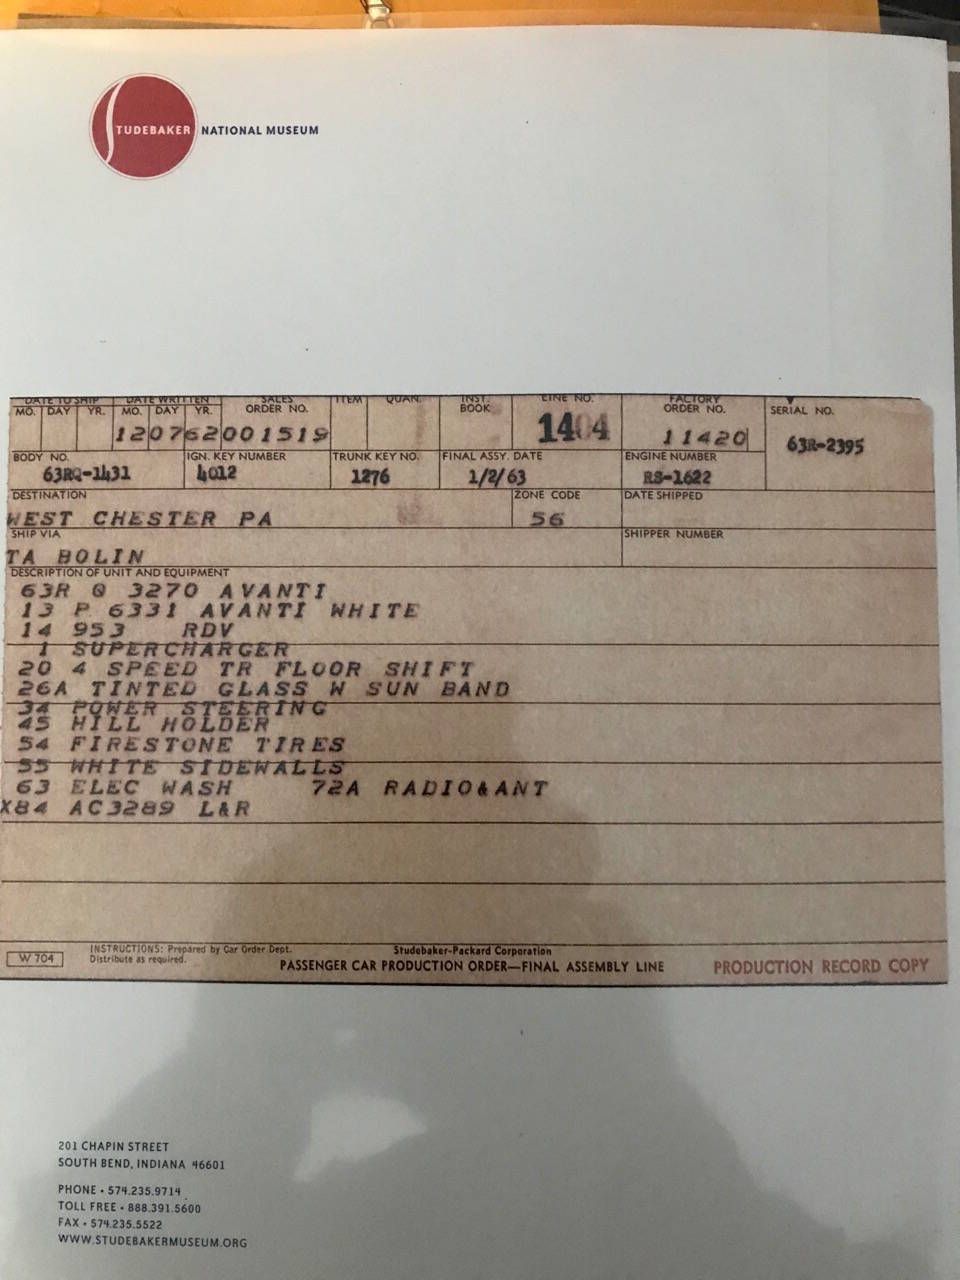 STUDEBAKER NATIONAL MUSEUM
DATE TO SHIP DATE WRITTEN SALES ITEM QUAN. INST. LINE NO. FACTORY SERIAL NO.
MO. DAY YR. MO. DAY YR. ORDER NO. BOOK ORDER NO.
120762001519 1404 11420 63R-2395
BODY NO. IGN. KEY NUMBER TRUNK KEY NO. FINAL ASSY. DATE ENGINE NUMBER
63RQ-1431 4012 1276 1/2/63 RS-1622
DESTINATION ZONE CODE DATE SHIPPED
WEST CHESTER PA 56
SHIP VIA SHIPPER NUMBER
TA BOLIN
DESCRIPTION OF UNIT AND EQUIPMENT
63R Q 3270 AVANTI
13 P 6331 AVANTI WHITE
14 953 RDV
1 SUPERCHARGER
20 4 SPEED TR FLOOR SHIFT
26A TINTED GLASS W SUN BAND
34 POWER STEERING
45 HILL HOLDER
54 FIRESTONE TIRES
55 WHITE SIDEWALLS
63 ELEC WASH 72A RADIO&ANT
X84 AC3289 L&R
W 704 INSTRUCTIONS: Prepared by Car Order Dept. Studebaker-Packard Corporation
Distribute as required. PASSENGER CAR PRODUCTION ORDER—FINAL ASSEMBLY LINE PRODUCTION RECORD COPY
201 CHAPIN STREET
SOUTH BEND, INDIANA 46601
PHONE • 574.235.9714
TOLL FREE • 888.391.5600
FAX • 574.235.5522
WWW.STUDEBAKERMUSEUM.ORG